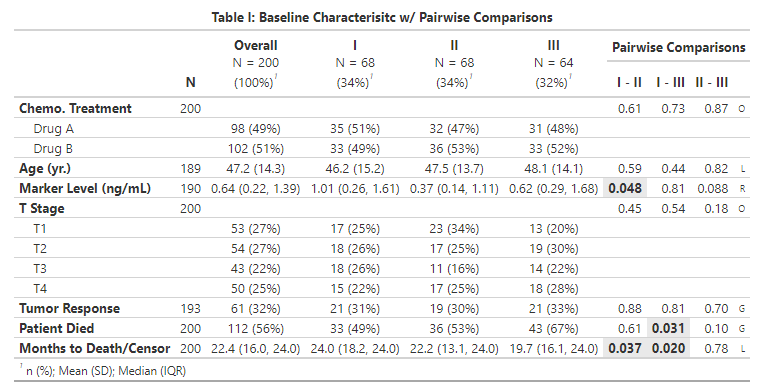 Table I: Baseline Characterisitc w/ Pairwise Comparisons
Overall I II III Pairwise Comparisons
N = 200 N = 68 N = 68 N = 64
N (100%)¹ (34%)¹ (34%)¹ (32%)¹ I - II I - III II - III
Chemo. Treatment 200 0.61 0.73 0.87 O
Drug A 98 (49%) 35 (51%) 32 (47%) 31 (48%)
Drug B 102 (51%) 33 (49%) 36 (53%) 33 (52%)
Age (yr.) 189 47.2 (14.3) 46.2 (15.2) 47.5 (13.7) 48.1 (14.1) 0.59 0.44 0.82 L
Marker Level (ng/mL) 190 0.64 (0.22, 1.39) 1.01 (0.26, 1.61) 0.37 (0.14, 1.11) 0.62 (0.29, 1.68) 0.048 0.81 0.088 R
T Stage 200 0.45 0.54 0.18 O
T1 53 (27%) 17 (25%) 23 (34%) 13 (20%)
T2 54 (27%) 18 (26%) 17 (25%) 19 (30%)
T3 43 (22%) 18 (26%) 11 (16%) 14 (22%)
T4 50 (25%) 15 (22%) 17 (25%) 18 (28%)
Tumor Response 193 61 (32%) 21 (31%) 19 (30%) 21 (33%) 0.88 0.81 0.70 G
Patient Died 200 112 (56%) 33 (49%) 36 (53%) 43 (67%) 0.61 0.031 0.10 G
Months to Death/Censor 200 22.4 (16.0, 24.0) 24.0 (18.2, 24.0) 22.2 (13.1, 24.0) 19.7 (16.1, 24.0) 0.037 0.020 0.78 L
¹ n (%); Mean (SD); Median (IQR)